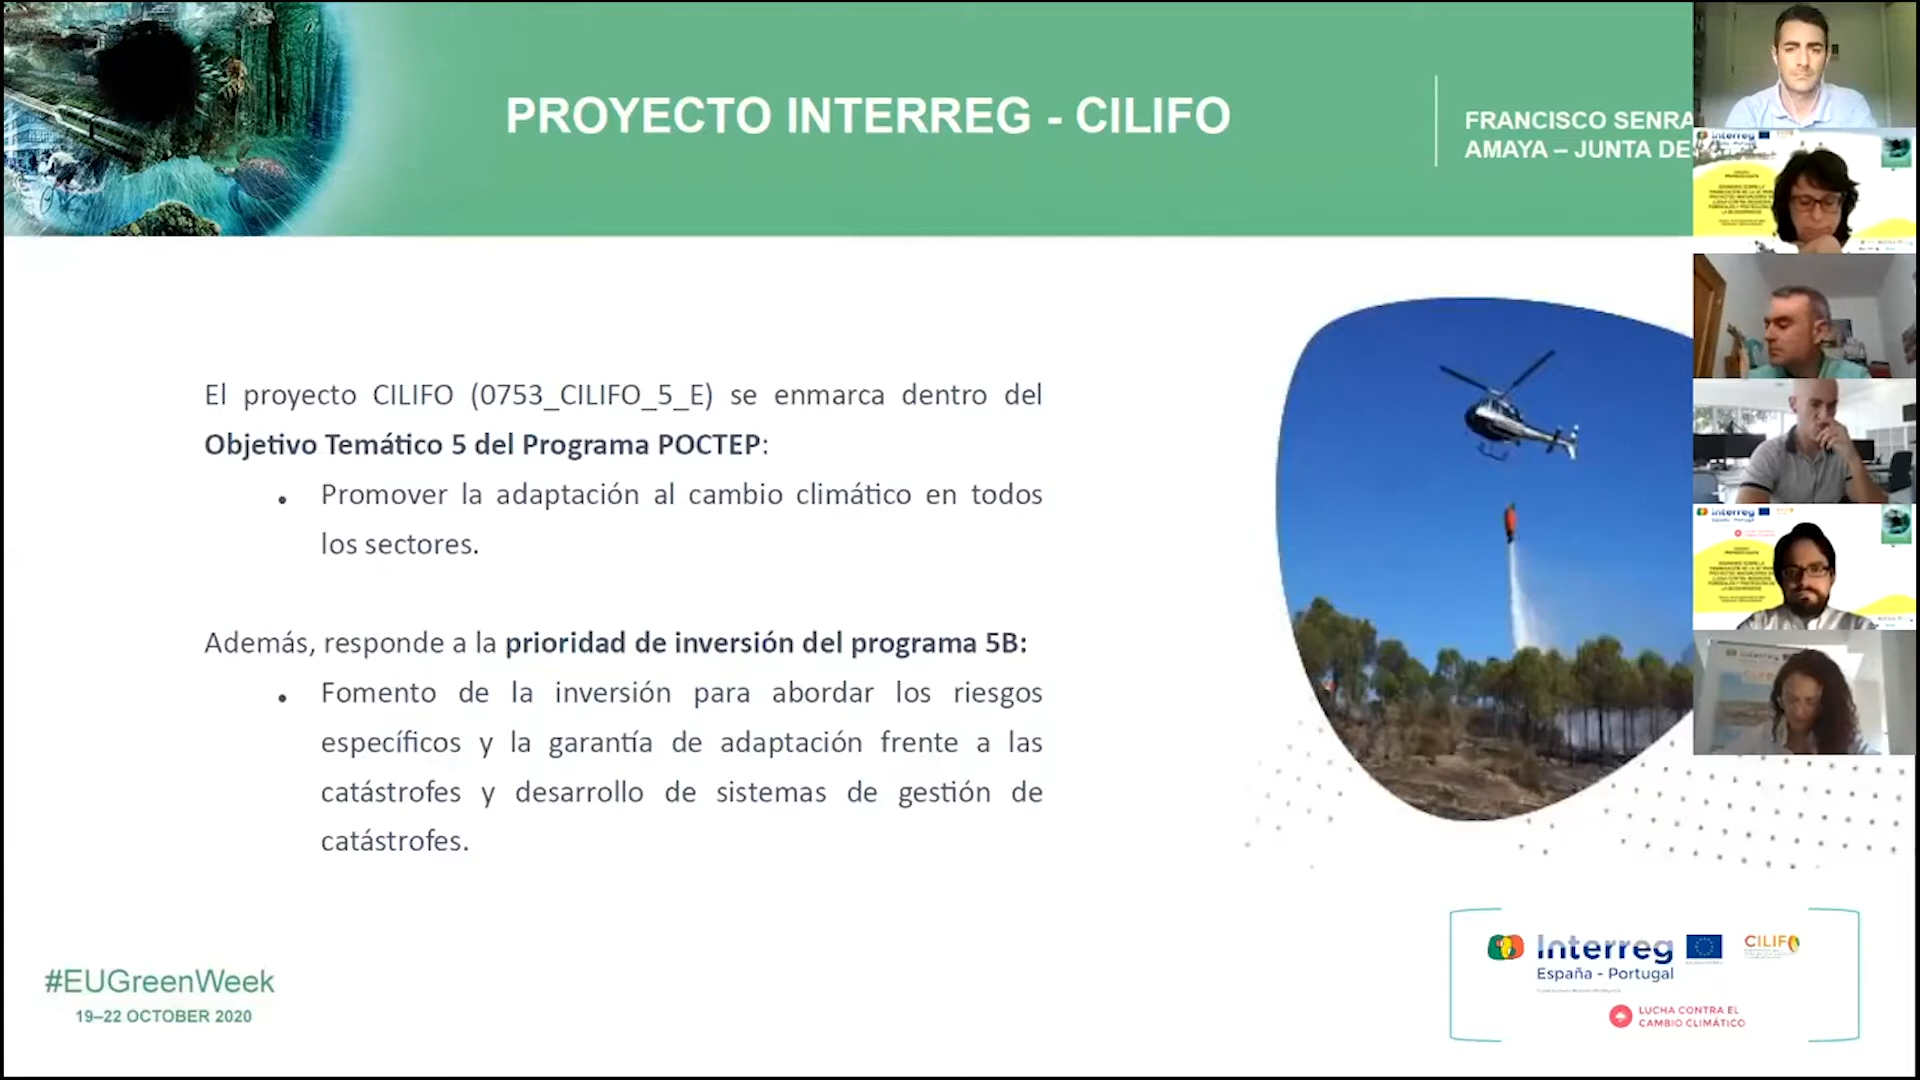 PROYECTO INTERREG - CILIFO
FRANCISCO SENRA
AMAYA – JUNTA DE
El proyecto CILIFO (0753_CILIFO_5_E) se enmarca dentro del
Objetivo Temático 5 del Programa POCTEP:
• Promover la adaptación al cambio climático en todos
los sectores.
Además, responde a la prioridad de inversión del programa 5B:
• Fomento de la inversión para abordar los riesgos
específicos y la garantía de adaptación frente a las
catástrofes y desarrollo de sistemas de gestión de
catástrofes.
#EUGreenWeek
19–22 OCTOBER 2020
Interreg
España - Portugal
CILIFO
LUCHA CONTRA EL
CAMBIO CLIMÁTICO